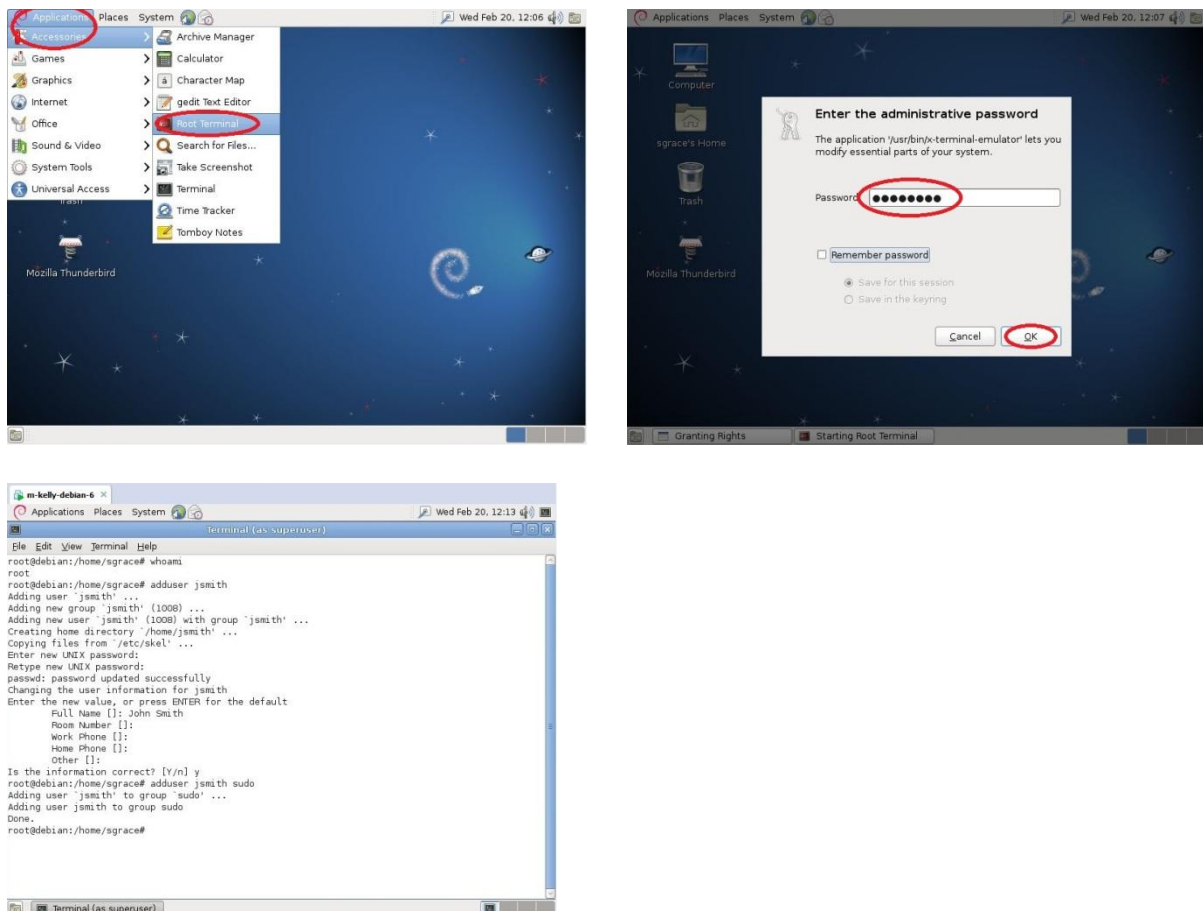 Applications Places System Wed Feb 20, 12:06
Accessories Archive Manager
Games Calculator
Graphics Character Map
Internet gedit Text Editor
Office Root Terminal
Sound & Video Search for Files...
System Tools Take Screenshot
Universal Access Terminal
Trash Time Tracker
Tomboy Notes
Mozilla Thunderbird
Applications Places System Wed Feb 20, 12:07
Computer
sgrace's Home
Trash
Mozilla Thunderbird
Enter the administrative password
The application '/usr/bin/x-terminal-emulator' lets you
modify essential parts of your system.
Password
Remember password
Save for this session
Save in the keyring
Cancel OK
Granting Rights Starting Root Terminal
m-kelly-debian-6
Applications Places System Wed Feb 20, 12:13
Terminal (as superuser)
File Edit View Terminal Help
root@debian:/home/sgrace# whoami
root
root@debian:/home/sgrace# adduser jsmith
Adding user `jsmith' ...
Adding new group `jsmith' (1008) ...
Adding new user `jsmith' (1008) with group `jsmith' ...
Creating home directory `/home/jsmith' ...
Copying files from `/etc/skel' ...
Enter new UNIX password:
Retype new UNIX password:
passwd: password updated successfully
Changing the user information for jsmith
Enter the new value, or press ENTER for the default
Full Name []: John Smith
Room Number []:
Work Phone []:
Home Phone []:
Other []:
Is the information correct? [Y/n] y
root@debian:/home/sgrace# adduser jsmith sudo
Adding user `jsmith' to group `sudo' ...
Adding user jsmith to group sudo
Done.
root@debian:/home/sgrace#
Terminal (as superuser)